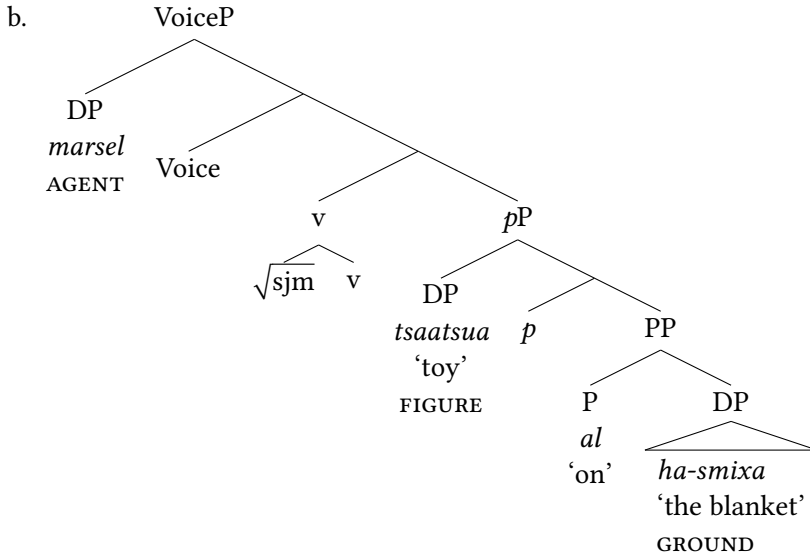 b.
VoiceP
DP
marsel
AGENT
Voice
v
√sjm v
pP
DP
tsaatsua
‘toy’
FIGURE
p
PP
P
al
‘on’
DP
ha-smixa
‘the blanket’
GROUND